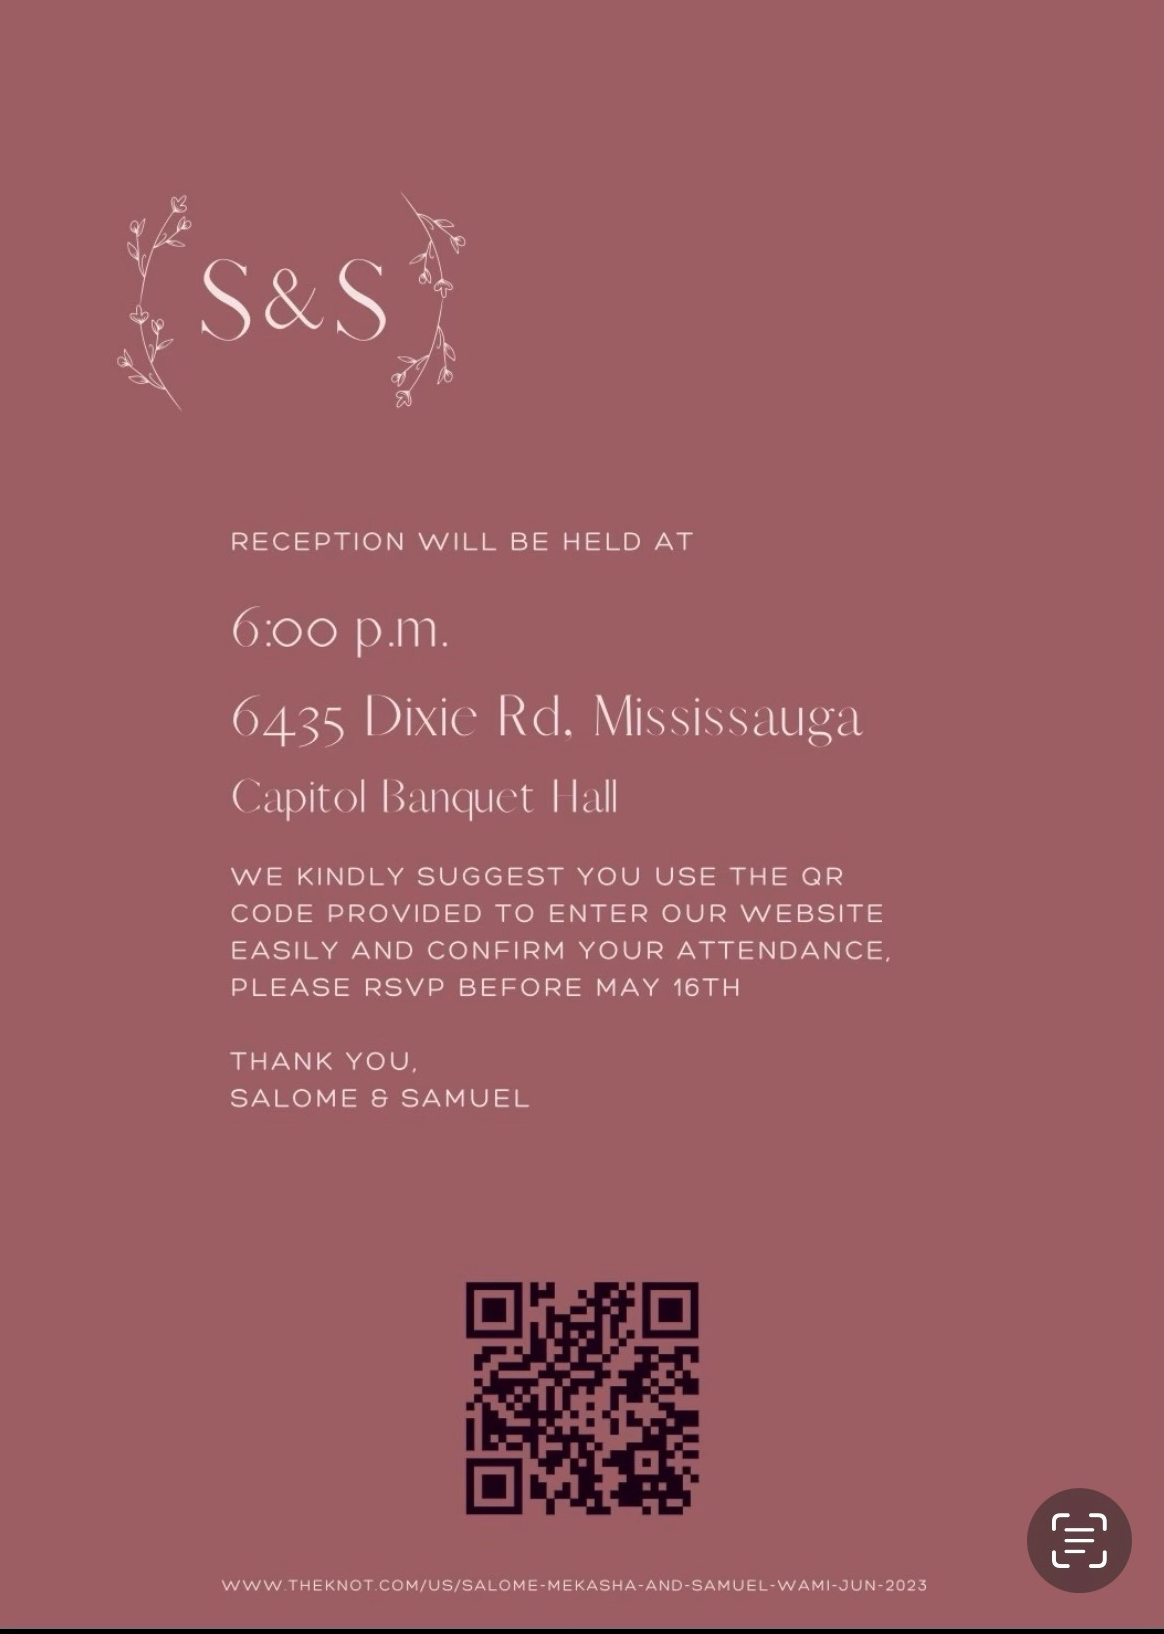 S&S
RECEPTION WILL BE HELD AT
6:00 p.m.
6435 Dixie Rd, Mississauga
Capitol Banquet Hall
WE KINDLY SUGGEST YOU USE THE QR
CODE PROVIDED TO ENTER OUR WEBSITE
EASILY AND CONFIRM YOUR ATTENDANCE,
PLEASE RSVP BEFORE MAY 16TH
THANK YOU,
SALOME & SAMUEL
WWW.THEKNOT.COM/US/SALOME-MEKASHA-AND-SAMUEL-WAMI-JUN-2023